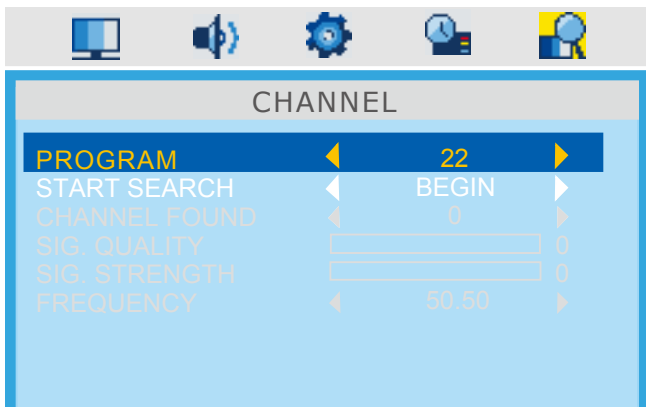 CHANNEL
PROGRAM 22
START SEARCH BEGIN
CHANNEL FOUND 0
SIG. QUALITY 0
SIG. STRENGTH 0
FREQUENCY 50.50